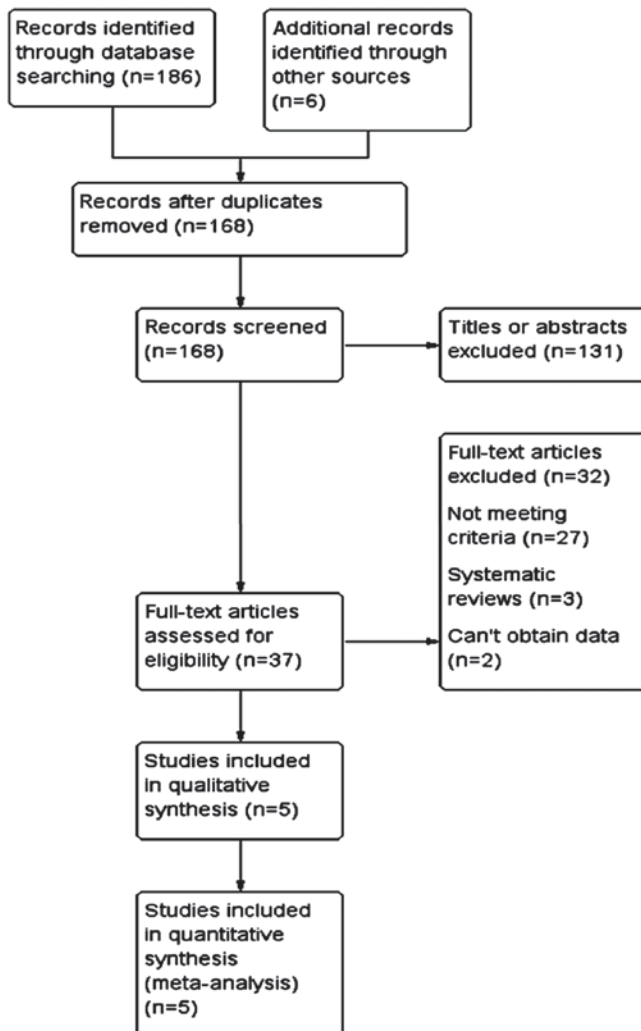 Records identified
through database
searching (n=186)
Additional records
identified through
other sources
(n=6)
Records after duplicates
removed (n=168)
Records screened
(n=168)
Titles or abstracts
excluded (n=131)
Full-text articles
excluded (n=32)
Not meeting
criteria (n=27)
Systematic
reviews (n=3)
Can't obtain data
(n=2)
Full-text articles
assessed for
eligibility (n=37)
Studies included
in qualitative
synthesis (n=5)
Studies included
in quantitative
synthesis
(meta-analysis)
(n=5)